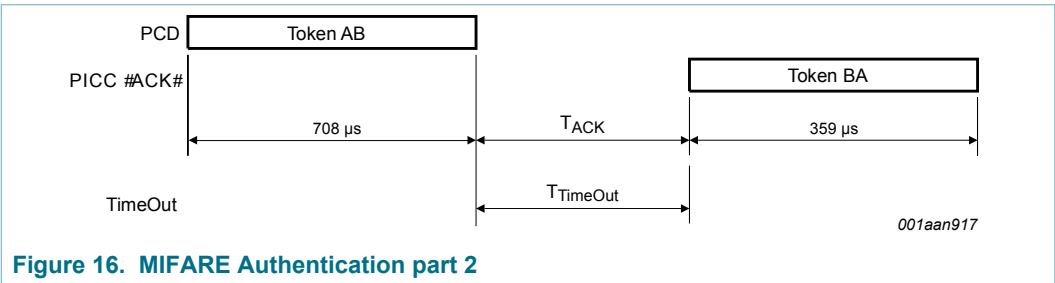 PCD Token AB
PICC #ACK# Token BA
708 µs TACK 359 µs
TimeOut TTimeOut
001aan917
Figure 16. MIFARE Authentication part 2